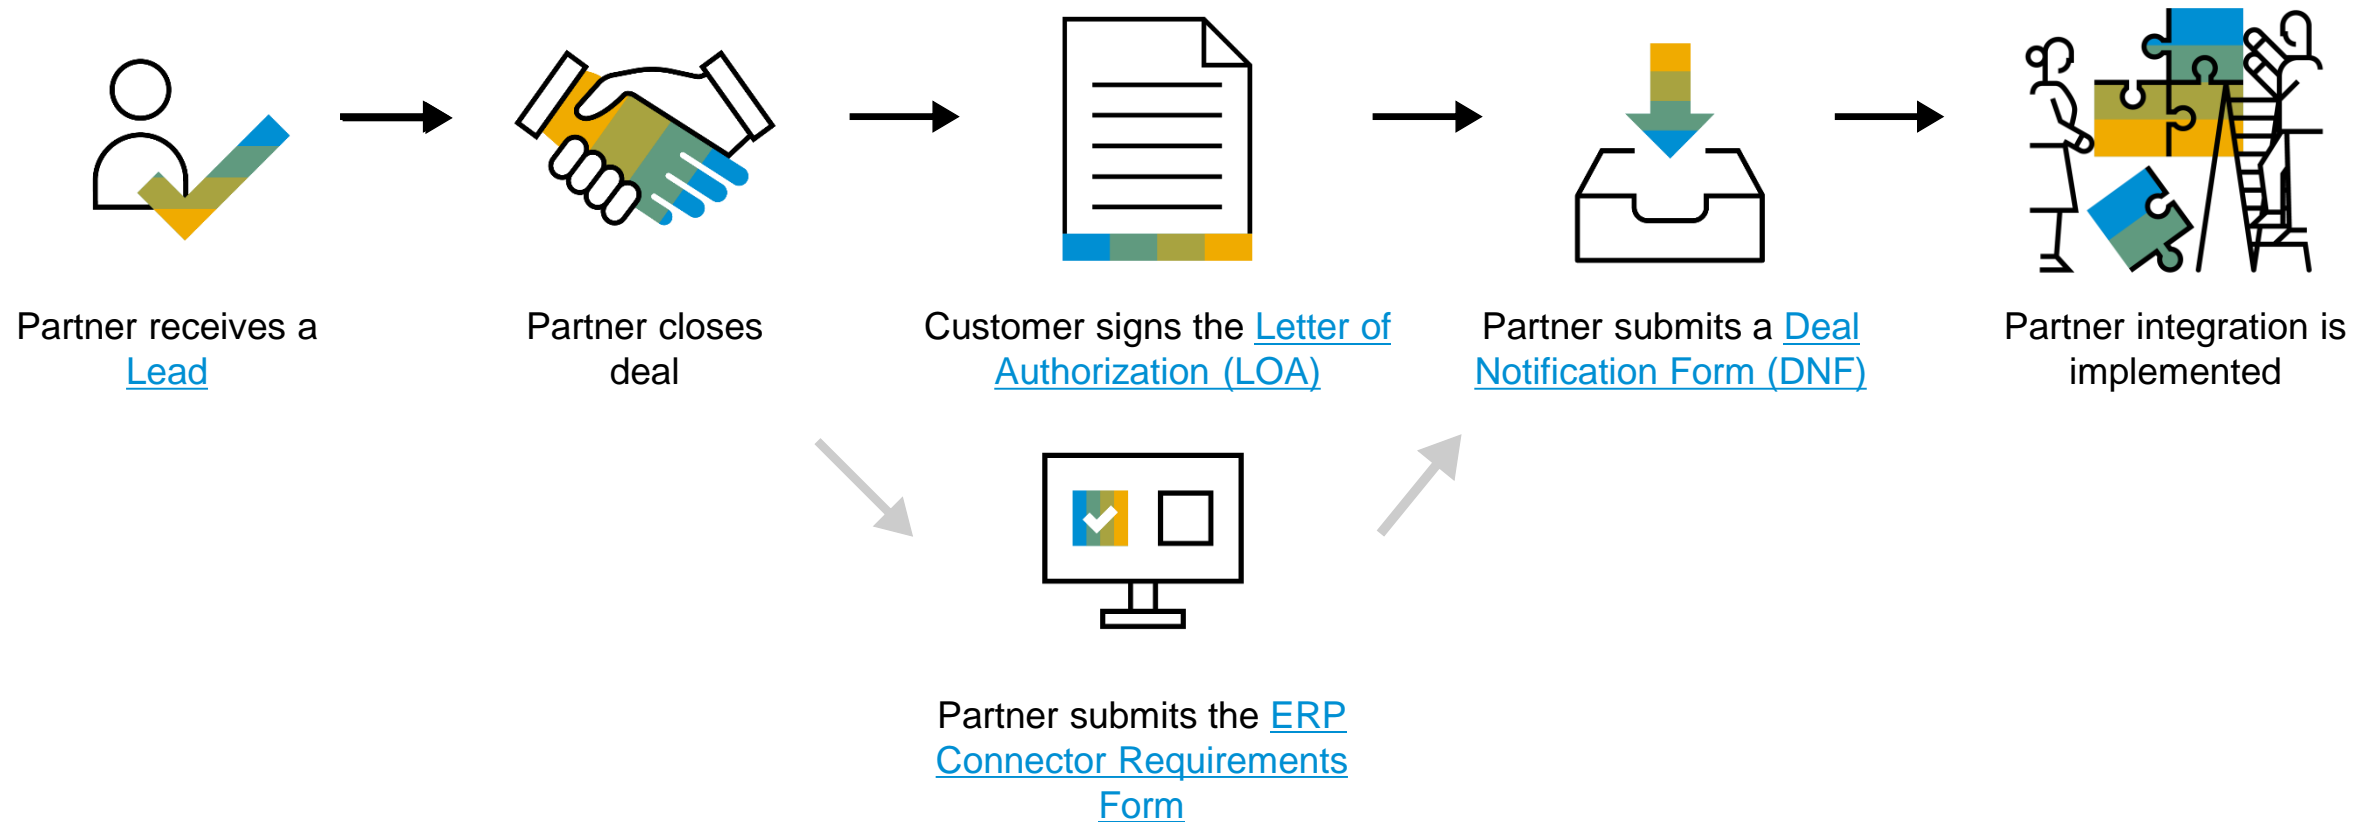 Partner receives a
Lead
Partner closes
deal
Customer signs the Letter of
Authorization (LOA)
Partner submits a Deal
Notification Form (DNF)
Partner integration is
implemented
Partner submits the ERP
Connector Requirements
Form